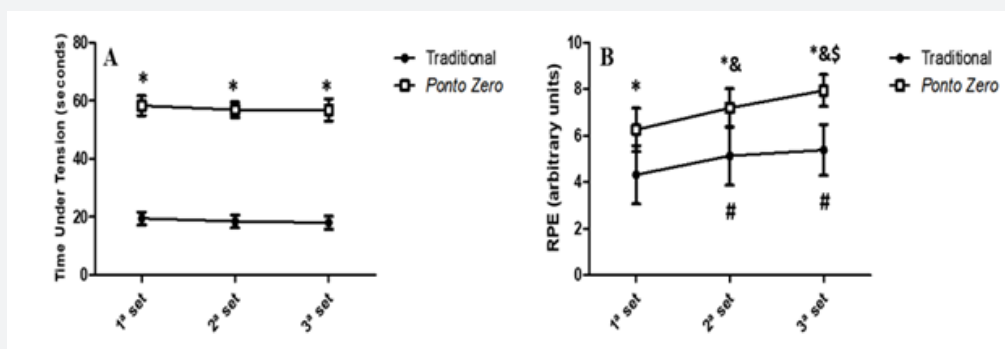 A
Time Under Tension (seconds)
80
60
40
20
0
* * *
1ª set
2ª set
3ª set
Traditional
Ponto Zero
B
RPE (arbitrary units)
10
8
6
4
2
0
* *& *&$
# #
1ª set
2ª set
3ª set
Traditional
Ponto Zero